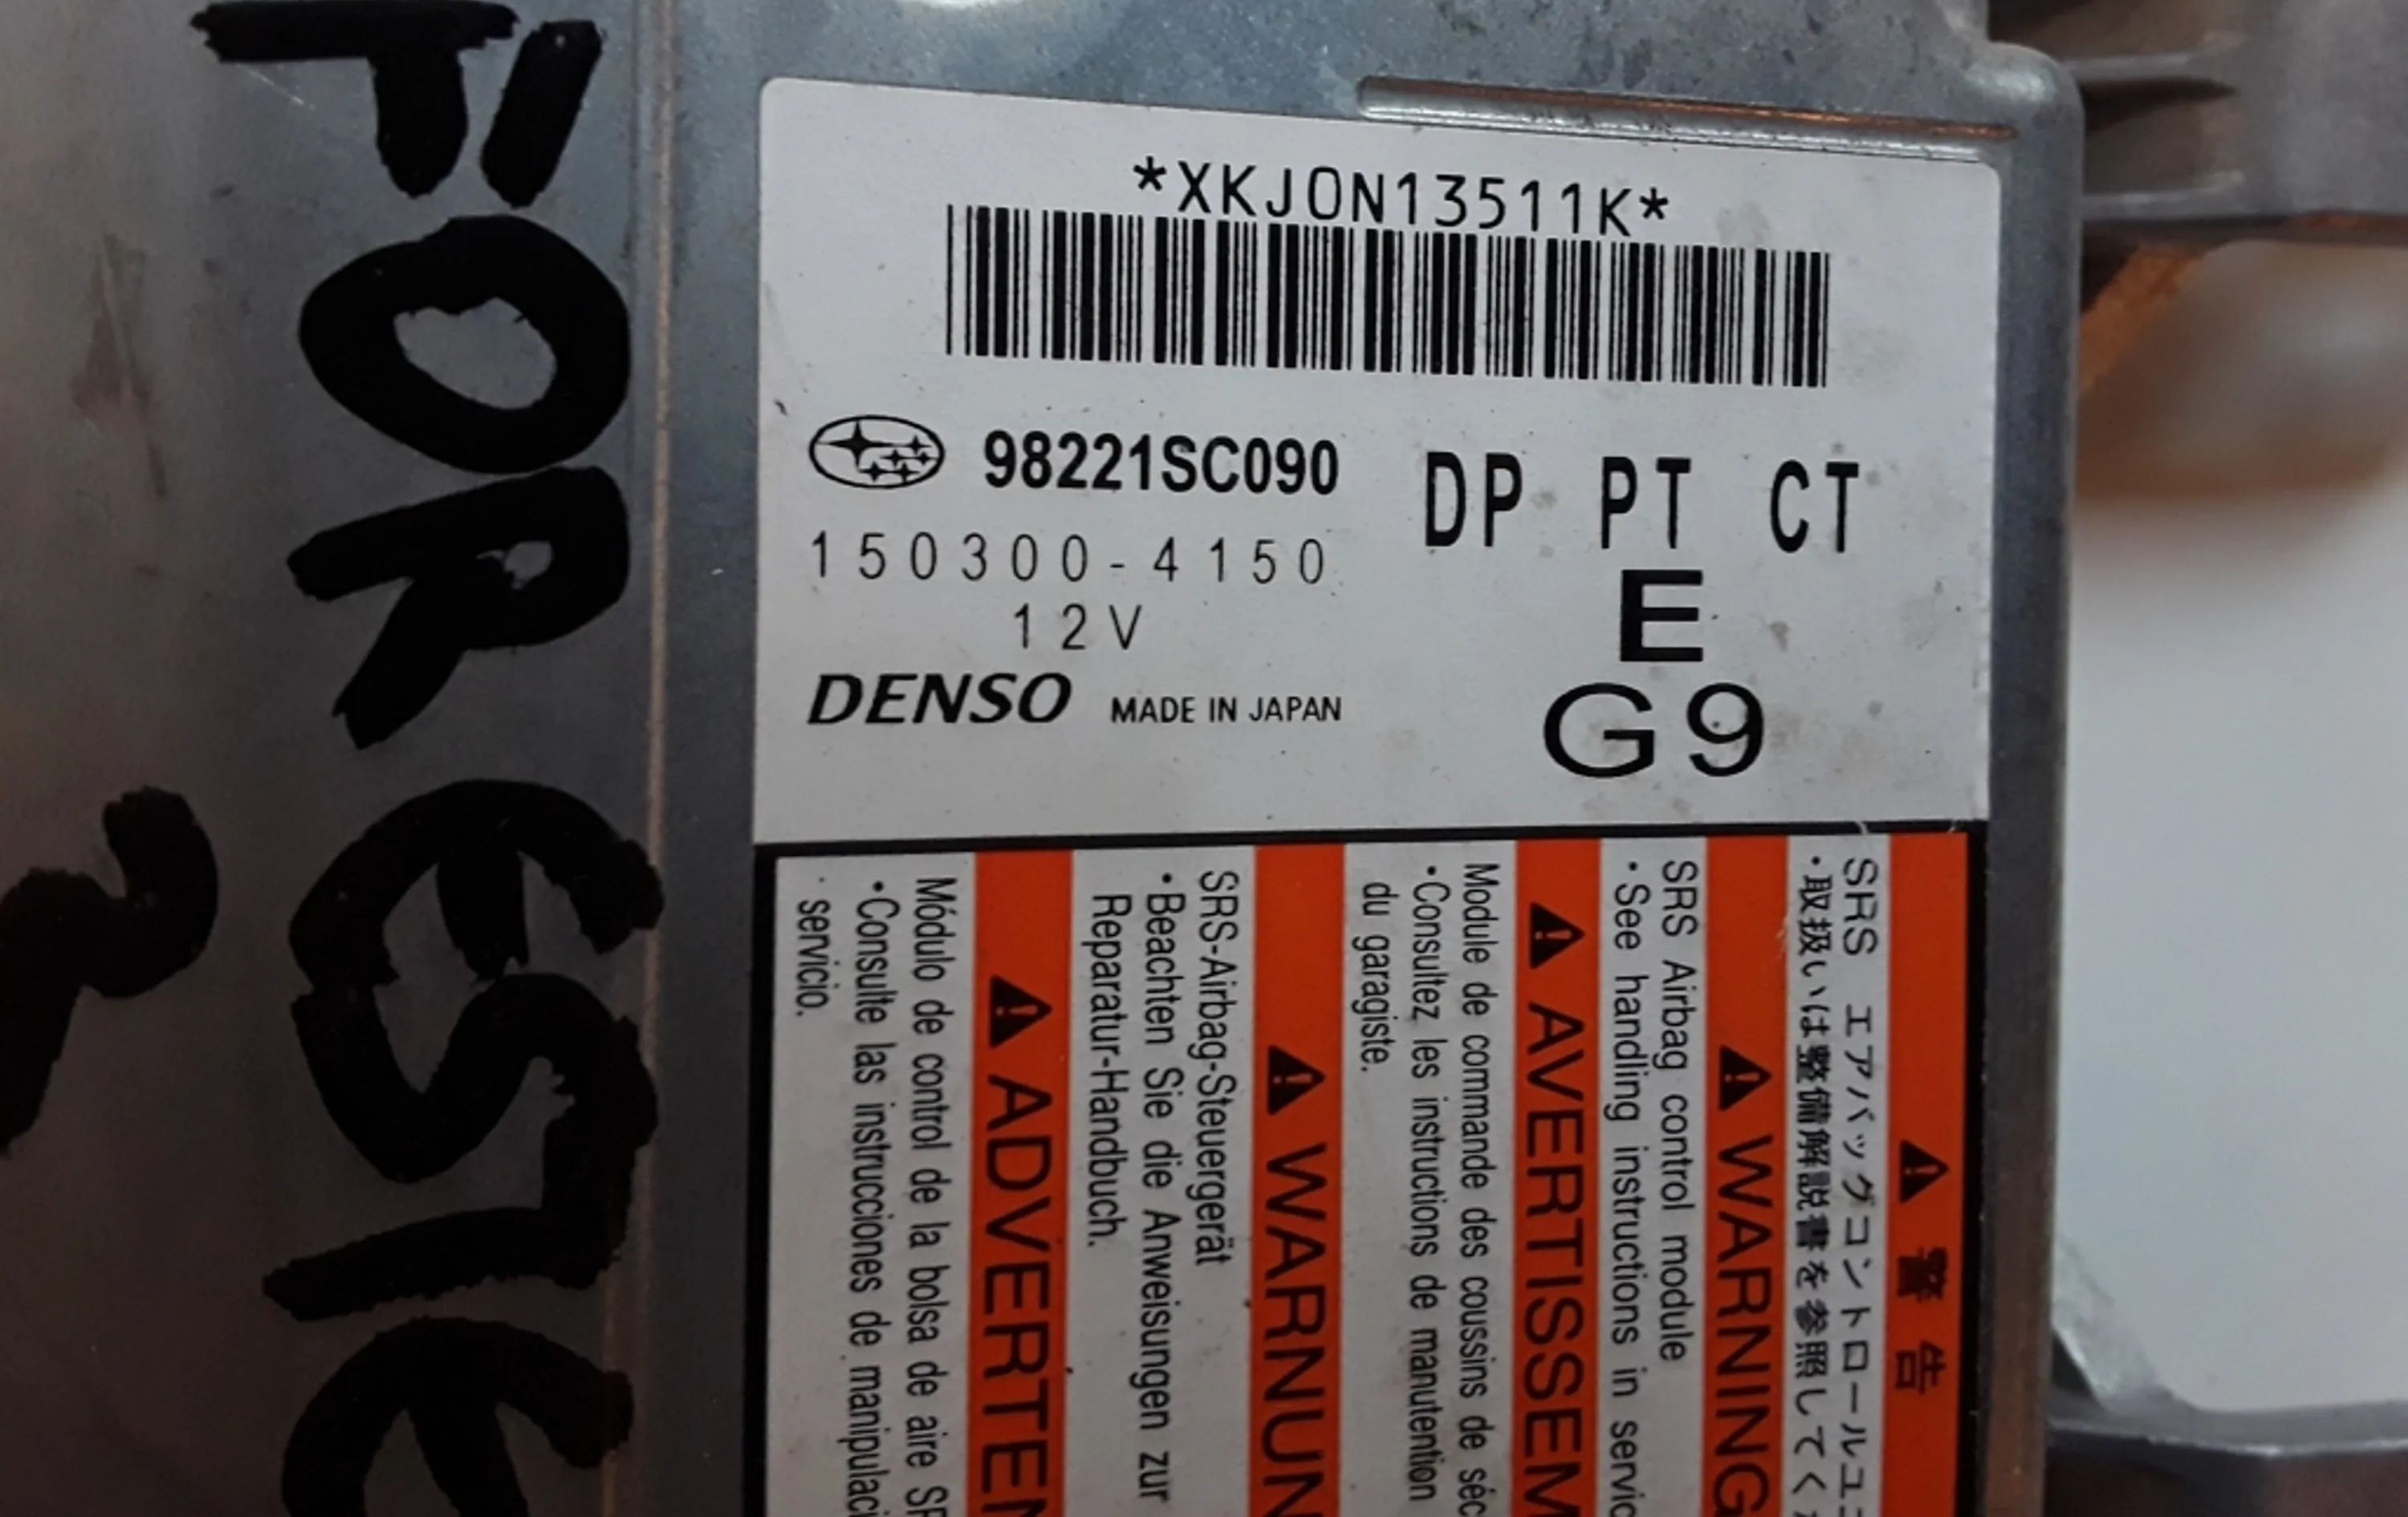 *XKJ0N13511K*
98221SC090
DP PT CT
150300-4150
E
12V
DENSO MADE IN JAPAN
G9
警告
SRS エアバッグコントロールユニ
・取扱いは整備解説書を参照してくだ
WARNING
SRS Airbag control module
・See handling instructions in servic
AVERTISSEM
Module de commande des coussins de séc
・Consultez les instructions de manutention
du garagiste.
WARNUN
SRS-Airbag-Steuergerät
・Beachten Sie die Anweisungen zur
Reparatur-Handbuch.
ADVERTEN
Módulo de control de la bolsa de aire SR
・Consulte las instrucciones de manipulaci
servicio.
FORESTE